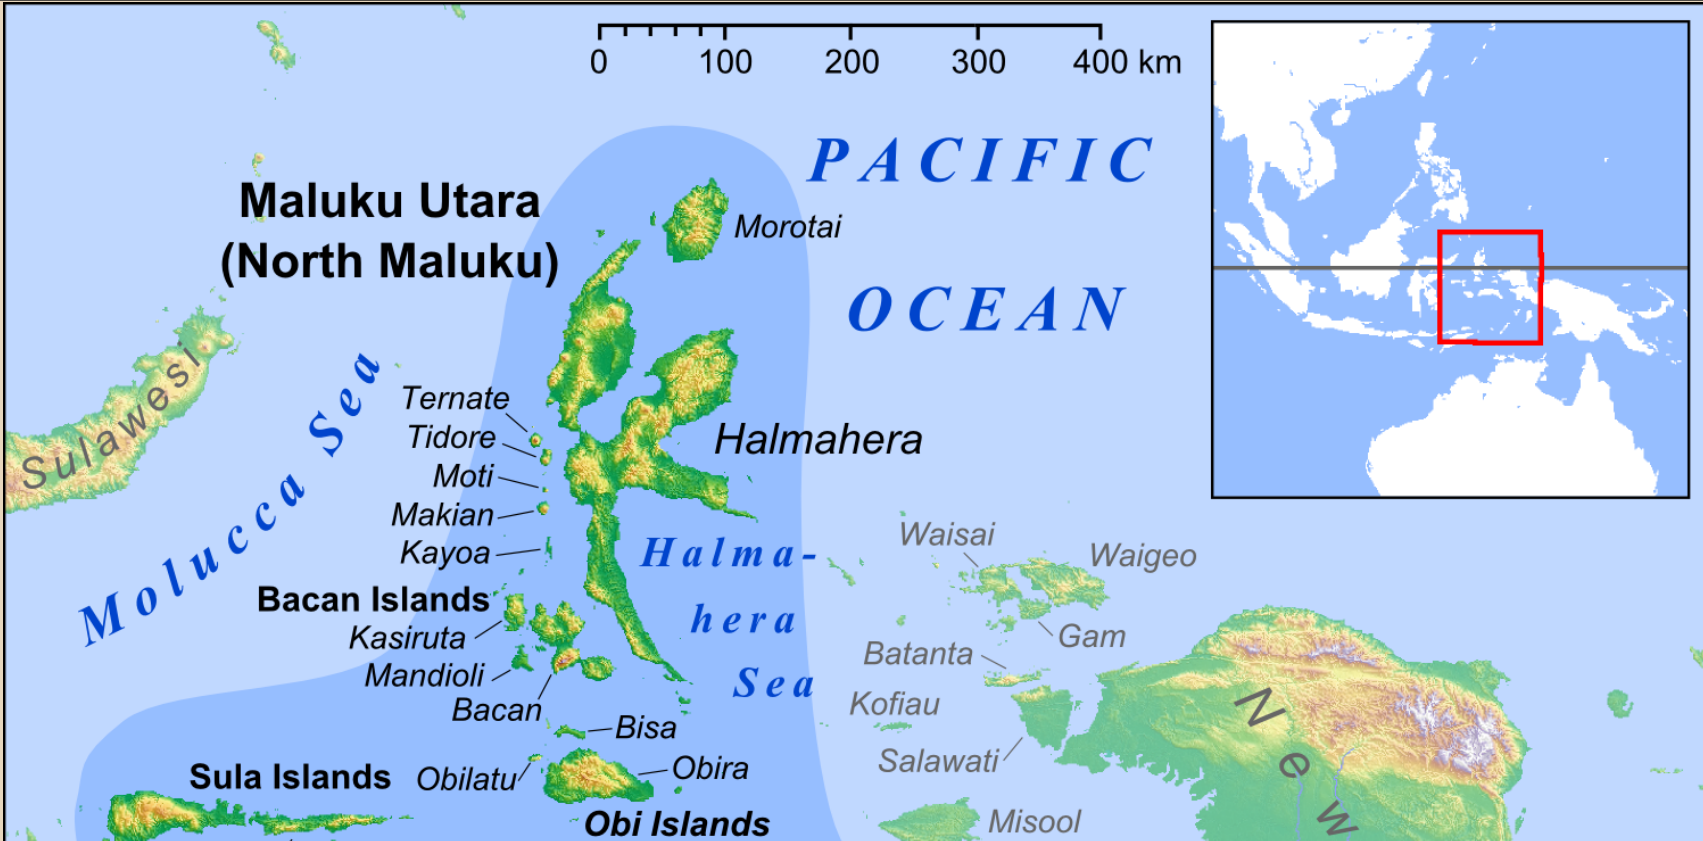 0 100 200 300 400 km
PACIFIC
OCEAN
Maluku Utara
(North Maluku)
Morotai
Sulawesi
Molucca Sea
Ternate
Tidore
Moti
Makian
Kayoa
Halmahera
Halma-
hera
Sea
Bacan Islands
Kasiruta
Mandioli
Bacan
Bisa
Obilatu
Obira
Obi Islands
Sula Islands
Waisai
Waigeo
Gam
Batanta
Kofiau
Salawati
Misool
New